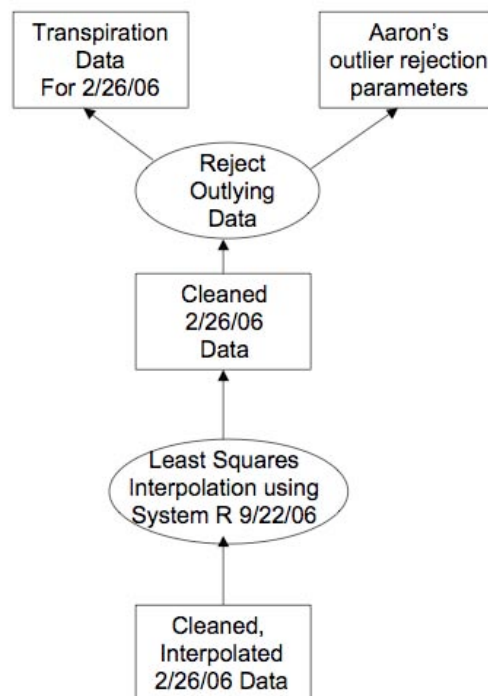 Transpiration
Data
For 2/26/06
Aaron's
outlier rejection
parameters
Reject
Outlying
Data
Cleaned
2/26/06
Data
Least Squares
Interpolation using
System R 9/22/06
Cleaned,
Interpolated
2/26/06 Data